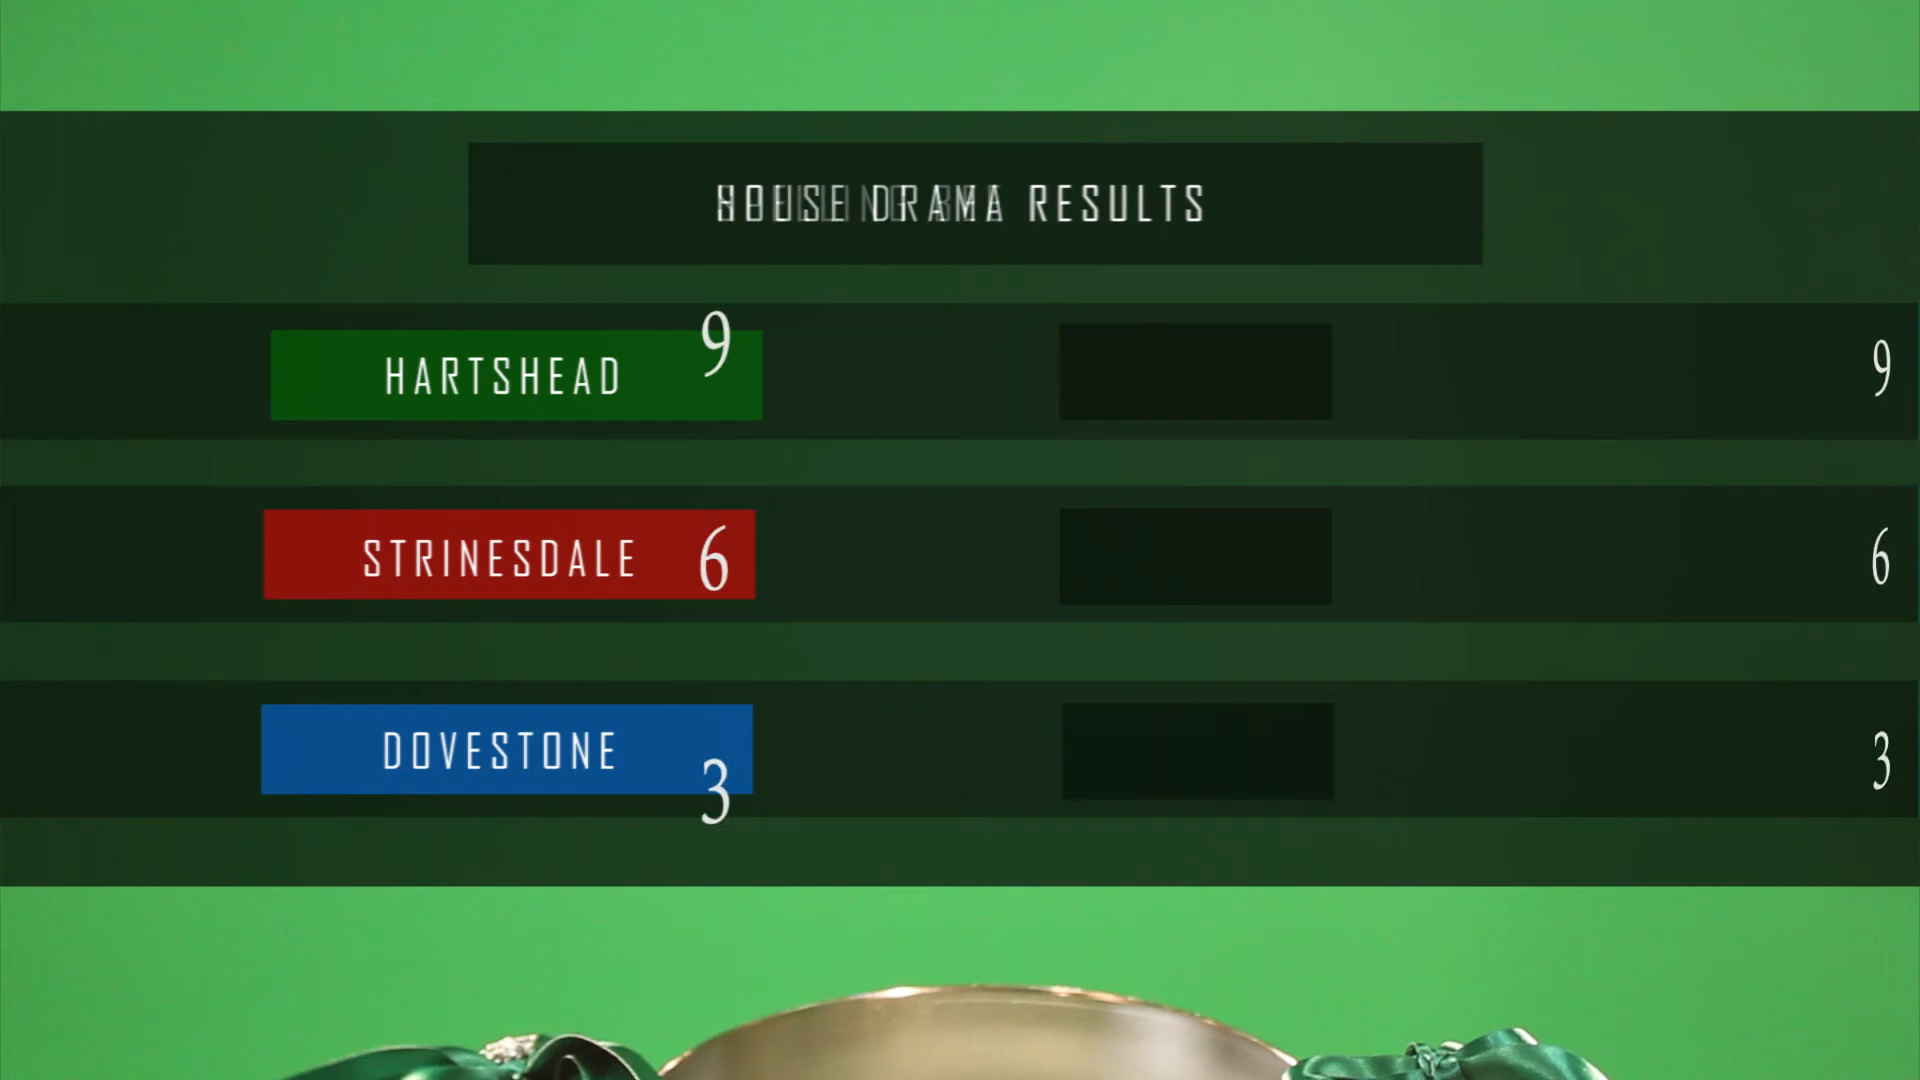 HOUSE DRAMA RESULTS
HARTSHEAD 9 9
STRINESDALE 6 6
DOVESTONE 3 3